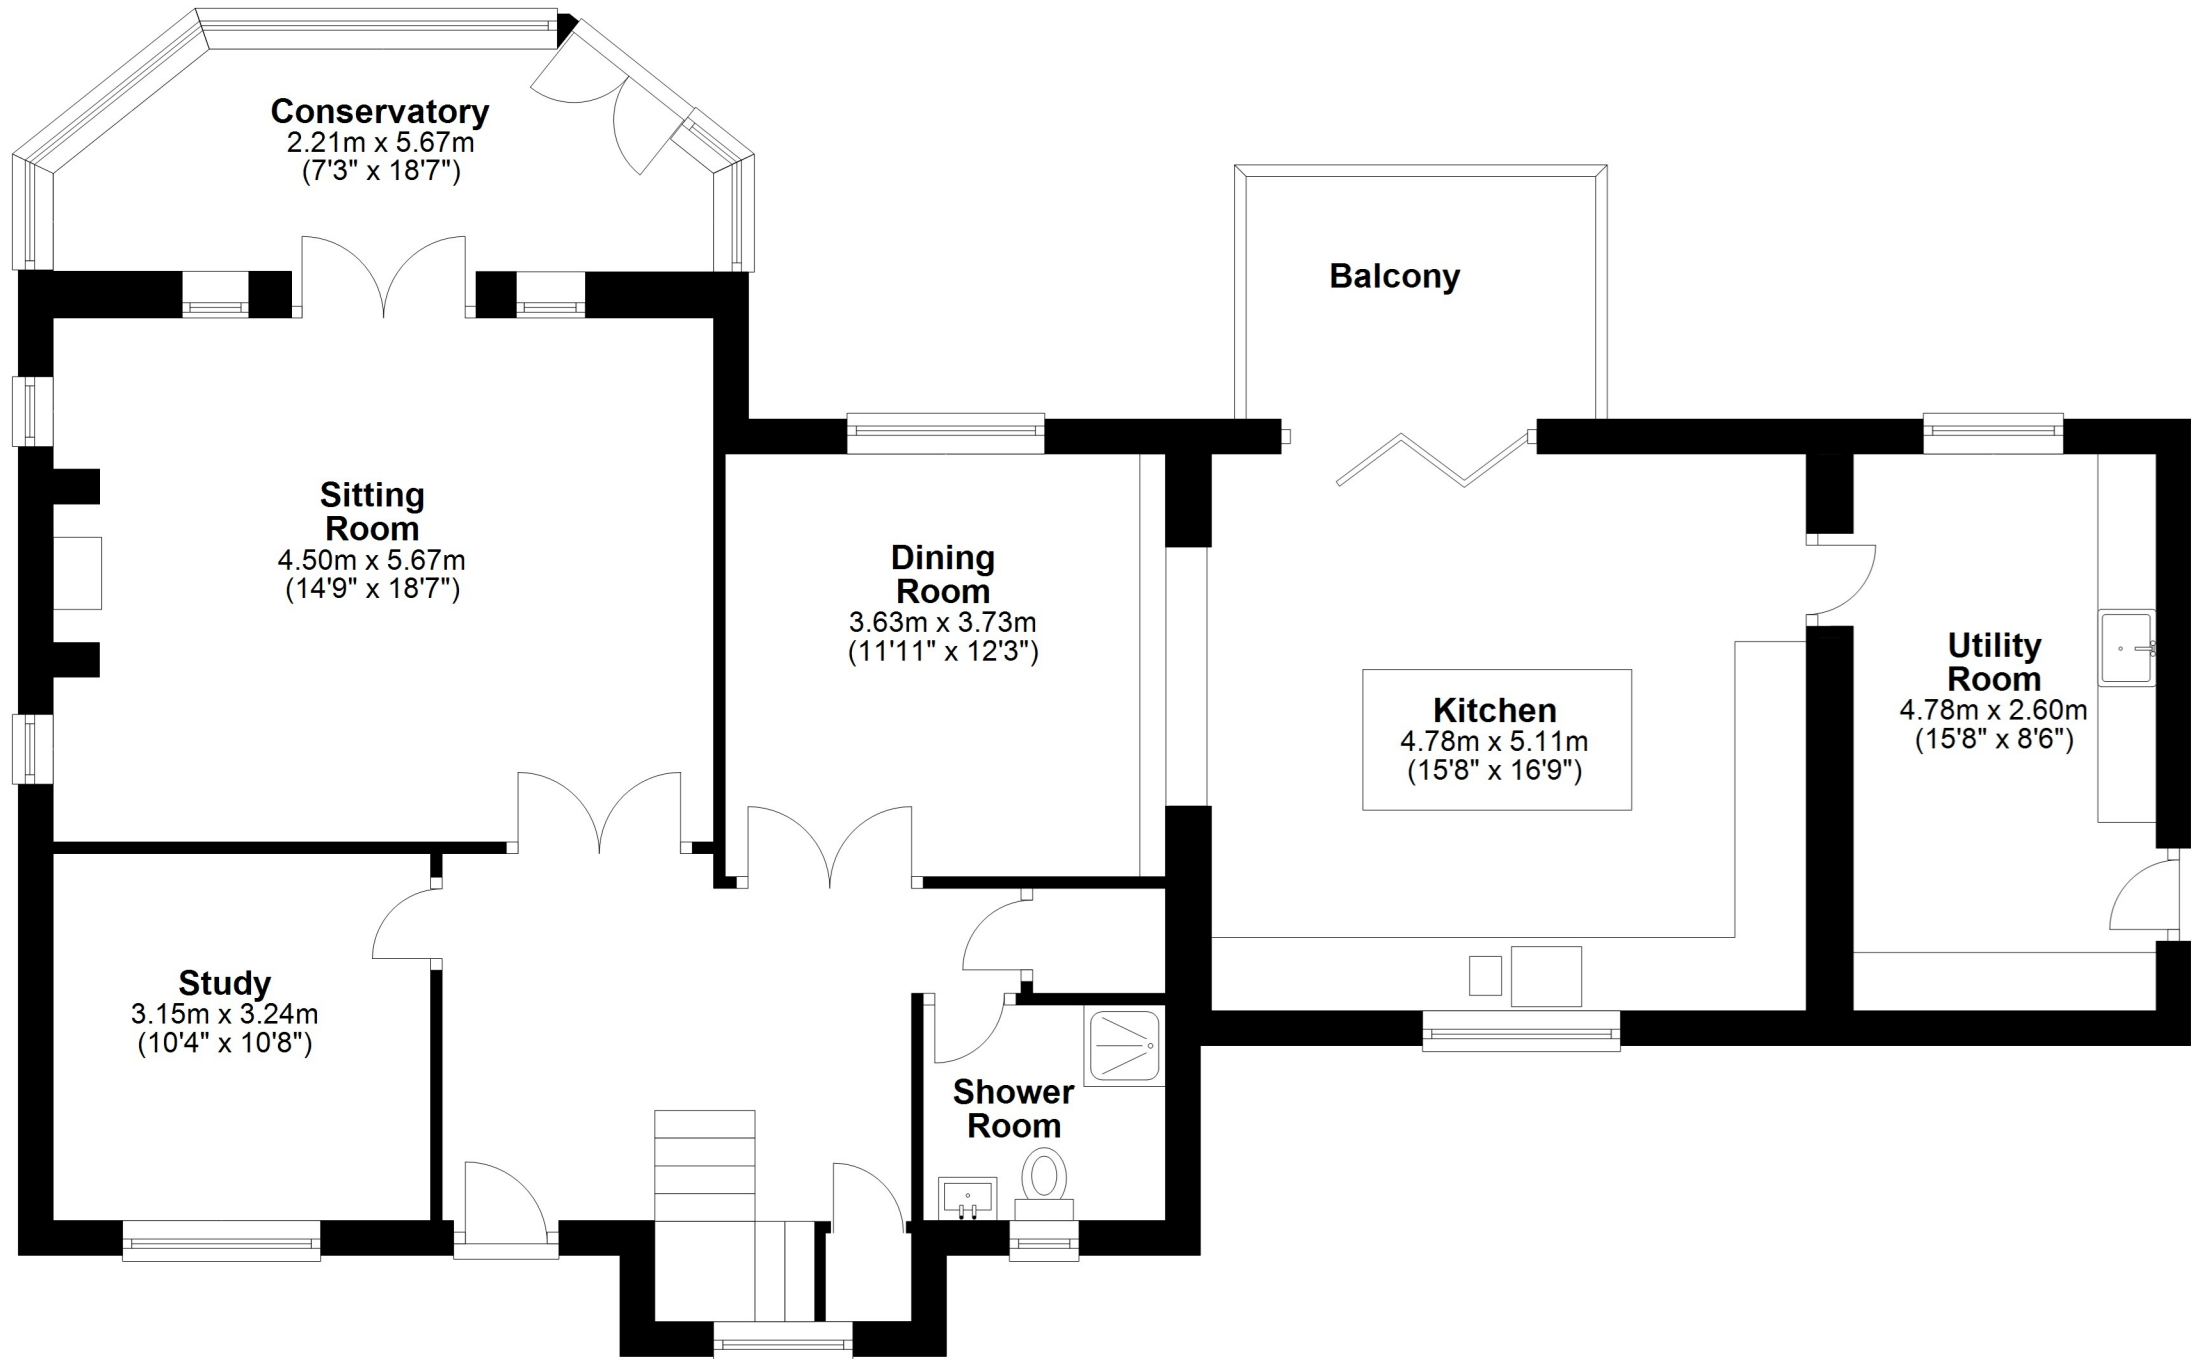 Conservatory
2.21m x 5.67m
(7'3" x 18'7")
Balcony
Sitting
Room
4.50m x 5.67m
(14'9" x 18'7")
Dining
Room
3.63m x 3.73m
(11'11" x 12'3")
Kitchen
4.78m x 5.11m
(15'8" x 16'9")
Utility
Room
4.78m x 2.60m
(15'8" x 8'6")
Study
3.15m x 3.24m
(10'4" x 10'8")
Shower
Room